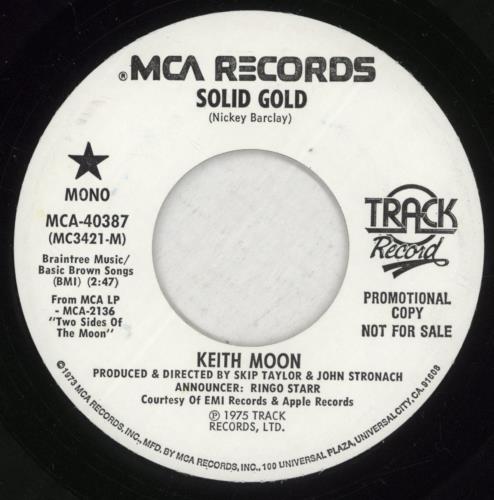 ®MCA RECORDS
SOLID GOLD
(Nickey Barclay)
MONO
MCA-40387
(MC3421-M)
Braintree Music/
Basic Brown Songs
(BMI) (2:47)
From MCA LP
- MCA-2136
"Two Sides Of
The Moon"
TRACK
Record
PROMOTIONAL
COPY
NOT FOR SALE
KEITH MOON
PRODUCED & DIRECTED BY SKIP TAYLOR & JOHN STRONACH
ANNOUNCER: RINGO STARR
Courtesy Of EMI Records & Apple Records
℗ 1975 TRACK
RECORDS, LTD.
©1973 MCA RECORDS, INC. MFD. BY MCA RECORDS, INC., 100 UNIVERSAL PLAZA, UNIVERSAL CITY, CA. 91608